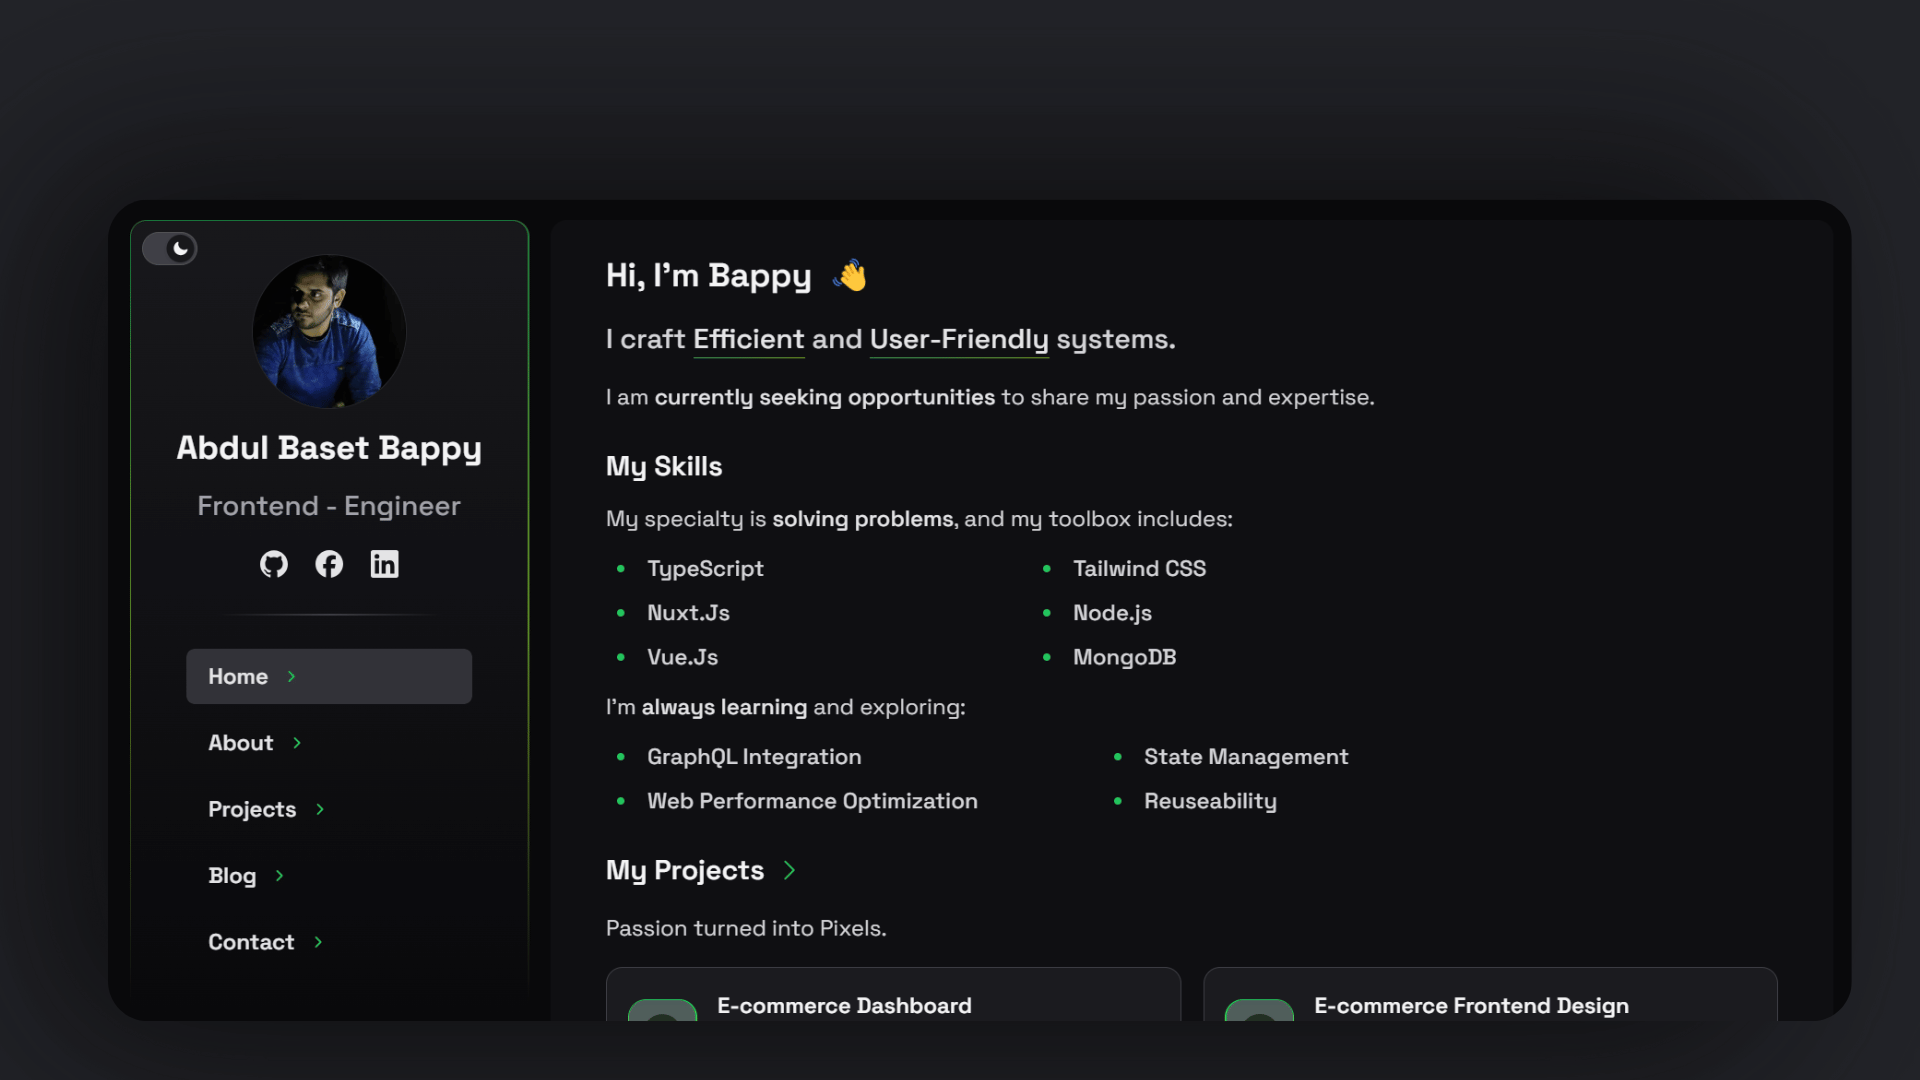 Abdul Baset Bappy
Frontend - Engineer
Home
About
Projects
Blog
Contact
Hi, I'm Bappy 👋
I craft Efficient and User-Friendly systems.
I am currently seeking opportunities to share my passion and expertise.
My Skills
My specialty is solving problems, and my toolbox includes:
TypeScript
Tailwind CSS
Nuxt.Js
Node.js
Vue.Js
MongoDB
I'm always learning and exploring:
GraphQL Integration
State Management
Web Performance Optimization
Reuseability
My Projects
Passion turned into Pixels.
E-commerce Dashboard
E-commerce Frontend Design